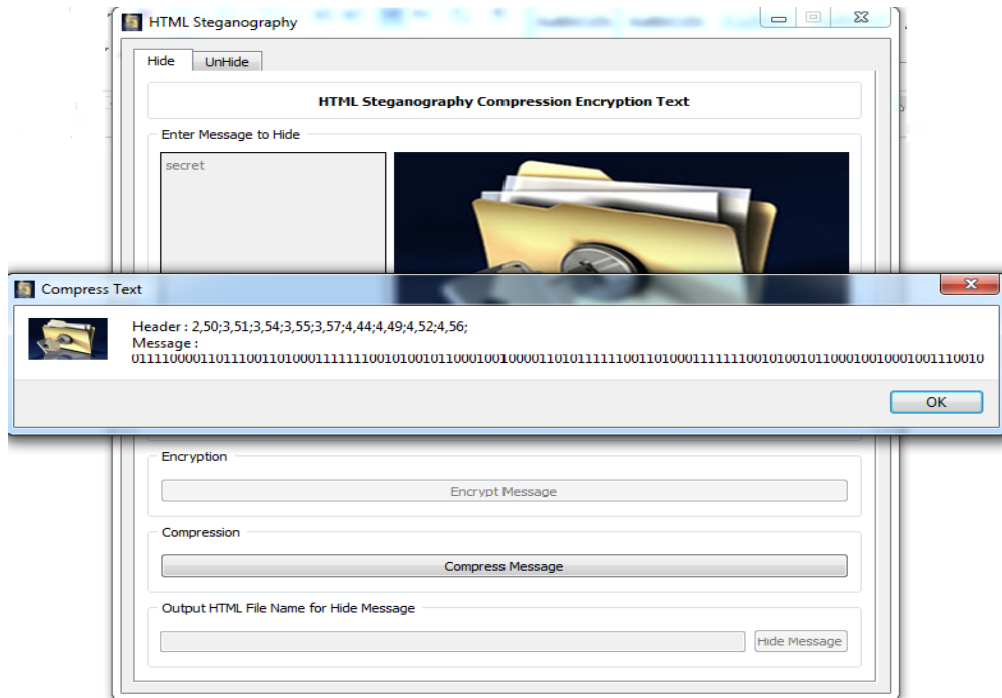 HTML Steganography
Hide UnHide
HTML Steganography Compression Encryption Text
Enter Message to Hide
secret
Compress Text
Header : 2,50;3,51;3,54;3,55;3,57;4,44;4,49;4,52;4,56;
Message :
Encryption
Encrypt Message
Compression
Compress Message
Output HTML File Name for Hide Message
Hide Message
OK